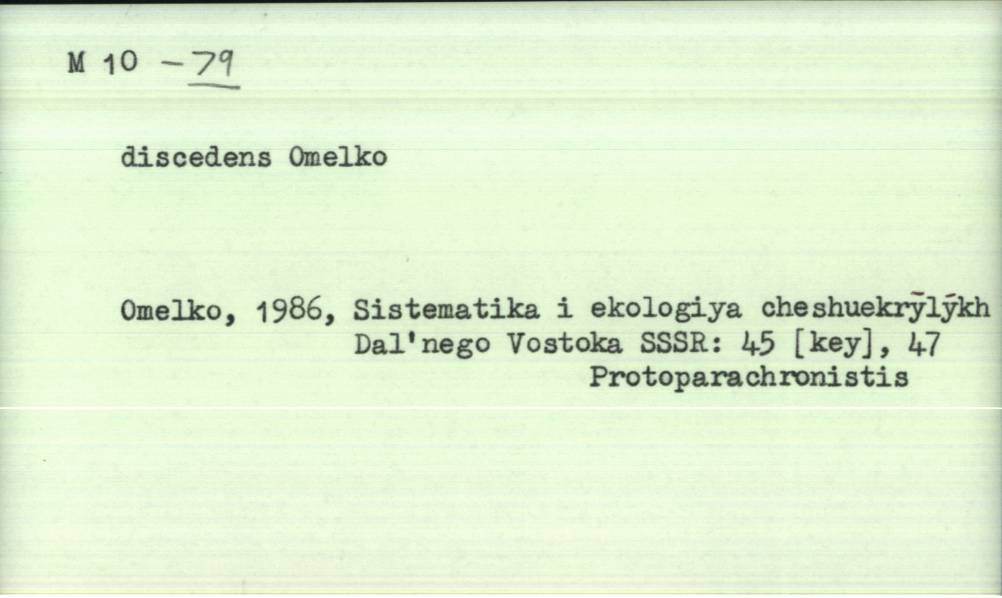 M 10 – 79
discedens Omelko
Omelko, 1986, Sistematika i ekologiya cheshuekrȳlȳkh
Dal'nego Vostoka SSSR: 45 [key], 47
Protoparachronistis